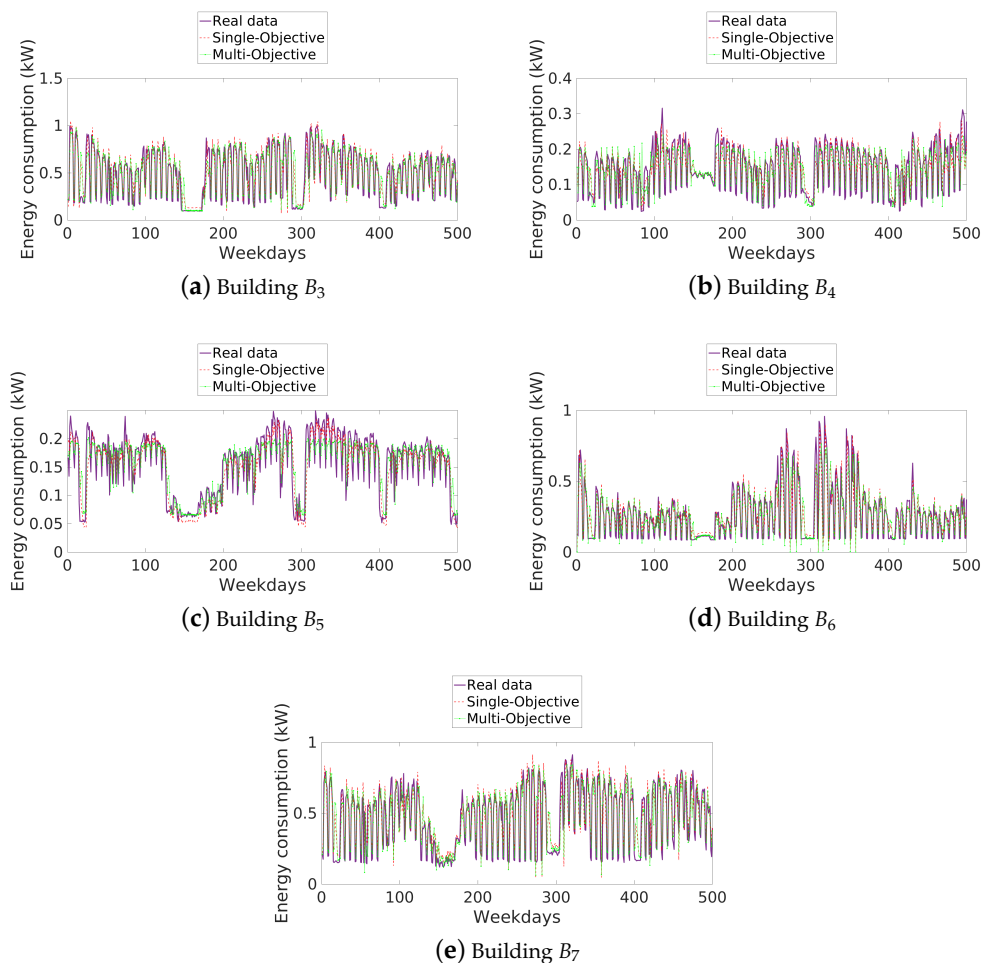 Real data
Single-Objective
Multi-Objective
Energy consumption (kW)
1.5
1
0.5
0
0 100 200 300 400 500
Weekdays
(a) Building B3
Real data
Single-Objective
Multi-Objective
Energy consumption (kW)
0.4
0.3
0.2
0.1
0
0 100 200 300 400 500
Weekdays
(b) Building B4
Real data
Single-Objective
Multi-Objective
Energy consumption (kW)
0.2
0.15
0.1
0.05
0
0 100 200 300 400 500
Weekdays
(c) Building B5
Real data
Single-Objective
Multi-Objective
Energy consumption (kW)
1
0.5
0
0 100 200 300 400 500
Weekdays
(d) Building B6
Real data
Single-Objective
Multi-Objective
Energy consumption (kW)
1
0.5
0
0 100 200 300 400 500
Weekdays
(e) Building B7